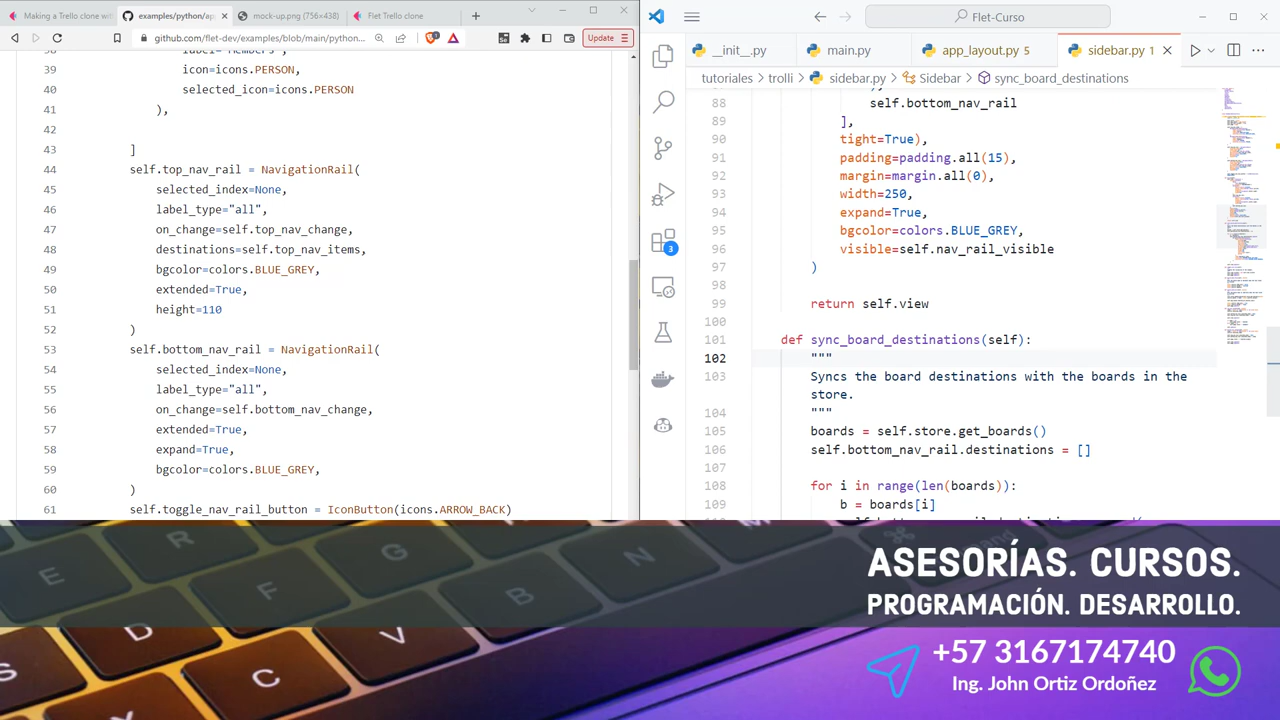 Making a Trello clone with
examples/python/ap
mock-up.png (756×438)
Flet Trello clone
github.com/flet-dev/examples/blob/main/python...
Update
39 icon=icons.PERSON,
40 selected_icon=icons.PERSON
41 ),
42
43 ]
44 self.top_nav_rail = NavigationRail(
45 selected_index=None,
46 label_type="all",
47 on_change=self.top_nav_change,
48 destinations=self.top_nav_items,
49 bgcolor=colors.BLUE_GREY,
50 extended=True,
51 height=110
52 )
53 self.bottom_nav_rail = NavigationRail(
54 selected_index=None,
55 label_type="all",
56 on_change=self.bottom_nav_change,
57 extended=True,
58 expand=True,
59 bgcolor=colors.BLUE_GREY,
60 )
61 self.toggle_nav_rail_button = IconButton(icons.ARROW_BACK)
Flet-Curso
__init_.py
main.py
app_layout.py 5
sidebar.py 1
tutoriales > trolli > sidebar.py > Sidebar > sync_board_destinations
3
88 self.bottom_nav_rail
89 ],
90 tight=True),
91 padding=padding.all(15),
92 margin=margin.all(0),
93 width=250,
94 expand=True,
95 bgcolor=colors.BLUE_GREY,
96 visible=self.nav_rail_visible
97 )
98
99 return self.view
100
101 def sync_board_destinations(self):
102 """
103 Syncs the board destinations with the boards in the
store.
104 """
105 boards = self.store.get_boards()
106 self.bottom_nav_rail.destinations = []
107
108 for i in range(len(boards)):
109 b = boards[i]
ASESORÍAS. CURSOS.
PROGRAMACIÓN. DESARROLLO.
+57 3167174740
Ing. John Ortiz Ordoñez
E
R
F
G
H
N
B
V
C
D
S